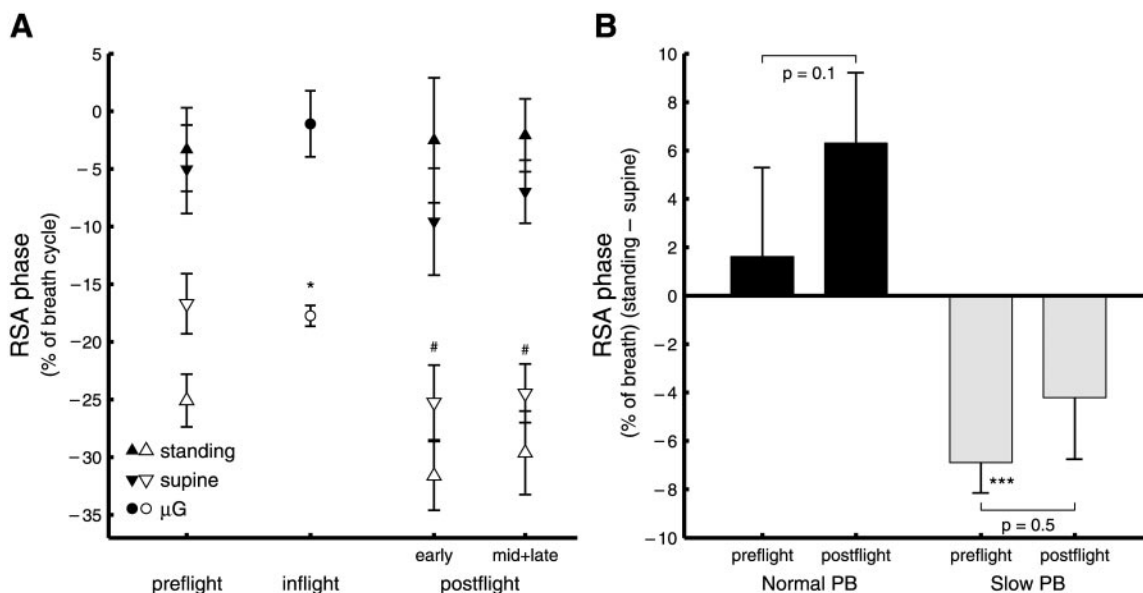 A
RSA phase
(% of breath cycle)
5
0
−5
−10
−15
−20
−25
−30
−35
*
#
#
standing
supine
μG
early
mid+late
preflight
inflight
postflight
B
RSA phase
(% of breath) (standing – supine)
10
8
6
4
2
0
−2
−4
−6
−8
−10
p = 0.1
***
p = 0.5
preflight
postflight
preflight
postflight
Normal PB
Slow PB